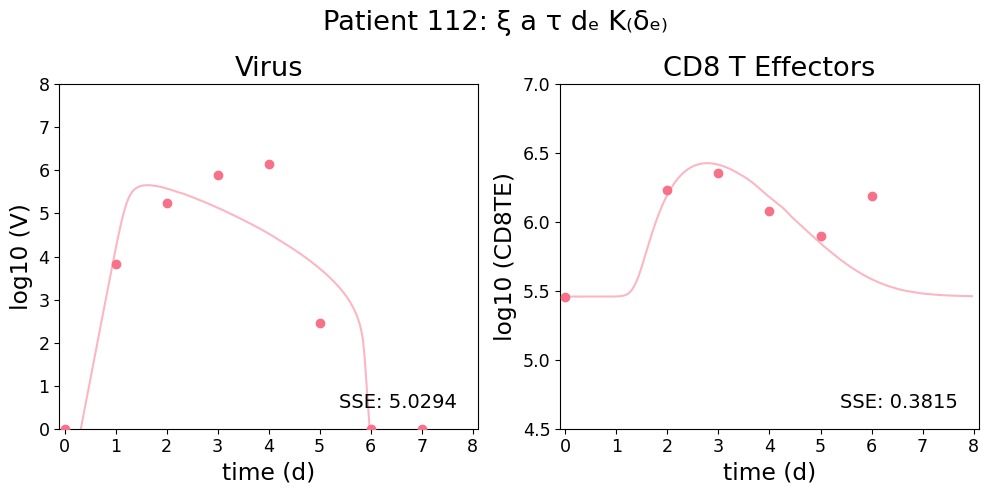 Patient 112: ξ a τ dₑ K₍δₑ₎
Virus
CD8 T Effectors
8
7
6
5
4
3
2
1
0
log10 (V)
SSE: 5.0294
0 1 2 3 4 5 6 7 8
time (d)
7.0
6.5
6.0
5.5
5.0
4.5
log10 (CD8TE)
SSE: 0.3815
0 1 2 3 4 5 6 7 8
time (d)